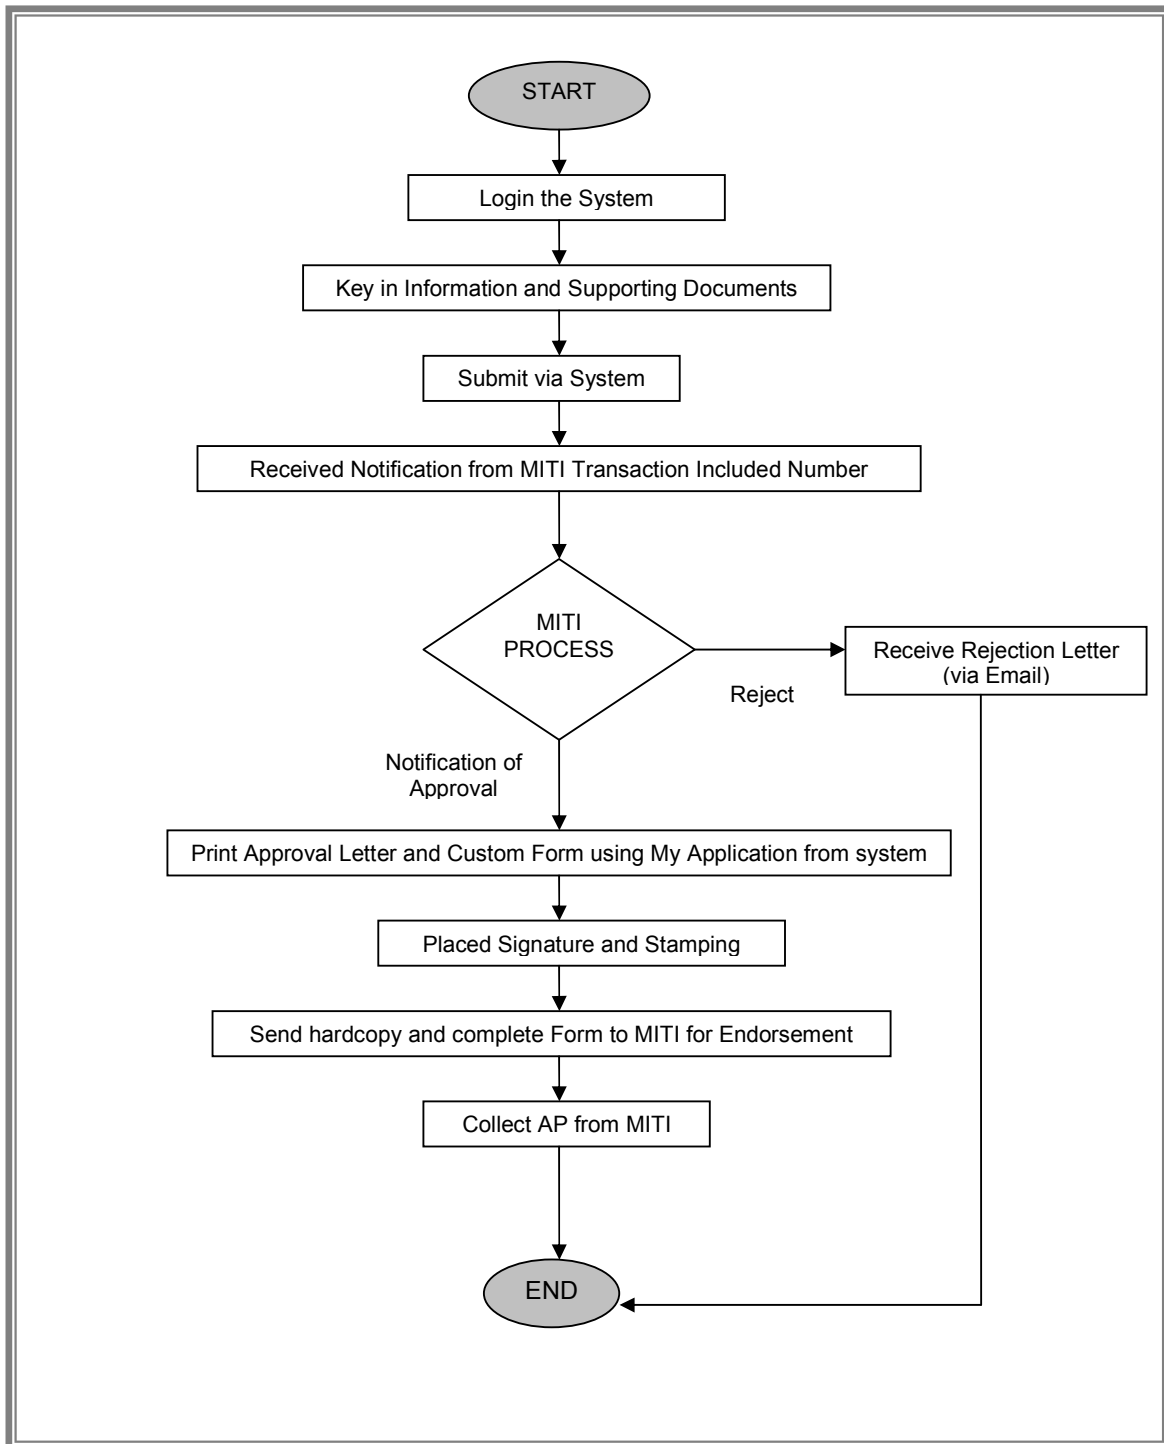 START
Login the System
Key in Information and Supporting Documents
Submit via System
Received Notification from MITI Transaction Included Number
MITI
PROCESS
Receive Rejection Letter
(via Email)
Reject
Notification of
Approval
Print Approval Letter and Custom Form using My Application from system
Placed Signature and Stamping
Send hardcopy and complete Form to MITI for Endorsement
Collect AP from MITI
END